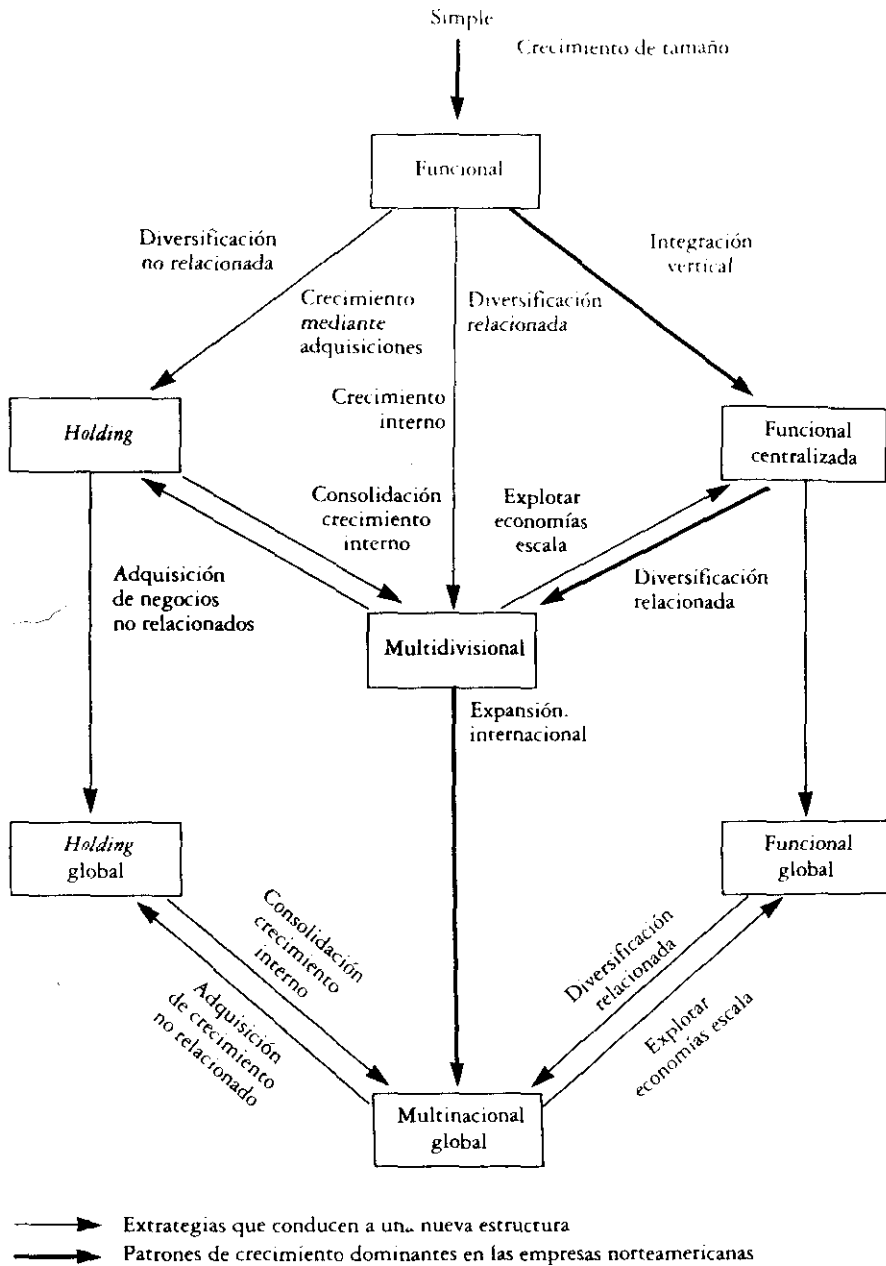 Simple
Crecimiento de tamaño
Funcional
Diversificación
no relacionada
Integración
vertical
Crecimiento
mediante
adquisiciones
Diversificación
relacionada
Crecimiento
interno
Holding
Funcional
centralizada
Consolidación
crecimiento
interno
Explotar
economías
escala
Adquisición
de negocios
no relacionados
Diversificación
relacionada
Multidivisional
Expansión.
internacional
Holding
global
Funcional
global
Consolidación
crecimiento
interno
Adquisición
de crecimiento
no relacionado
Diversificación
relacionada
Explotar
economías escala
Multinacional
global
Extrategias que conducen a una nueva estructura
Patrones de crecimiento dominantes en las empresas norteamericanas